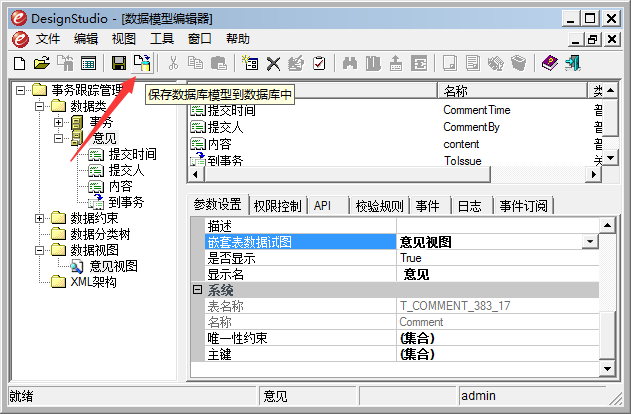 DesignStudio - [数据模型编辑器]
文件 编辑 视图 工具 窗口 帮助
保存数据库模型到数据库中
事务跟踪管理
数据类
事务
意见
提交时间
提交人
内容
到事务
数据约束
数据分类树
数据视图
意见视图
XML架构
名称
提交时间 CommentTime
提交人 CommentBy
内容 content
到事务 ToIssue
参数设置 权限控制 API 校验规则 事件 日志 事件订阅
描述
嵌套表数据试图 意见视图
是否显示 True
显示名 意见
系统
表名称 T_COMMENT_383_17
名称 Comment
唯一性约束 (集合)
主键 (集合)
就绪 意见 admin